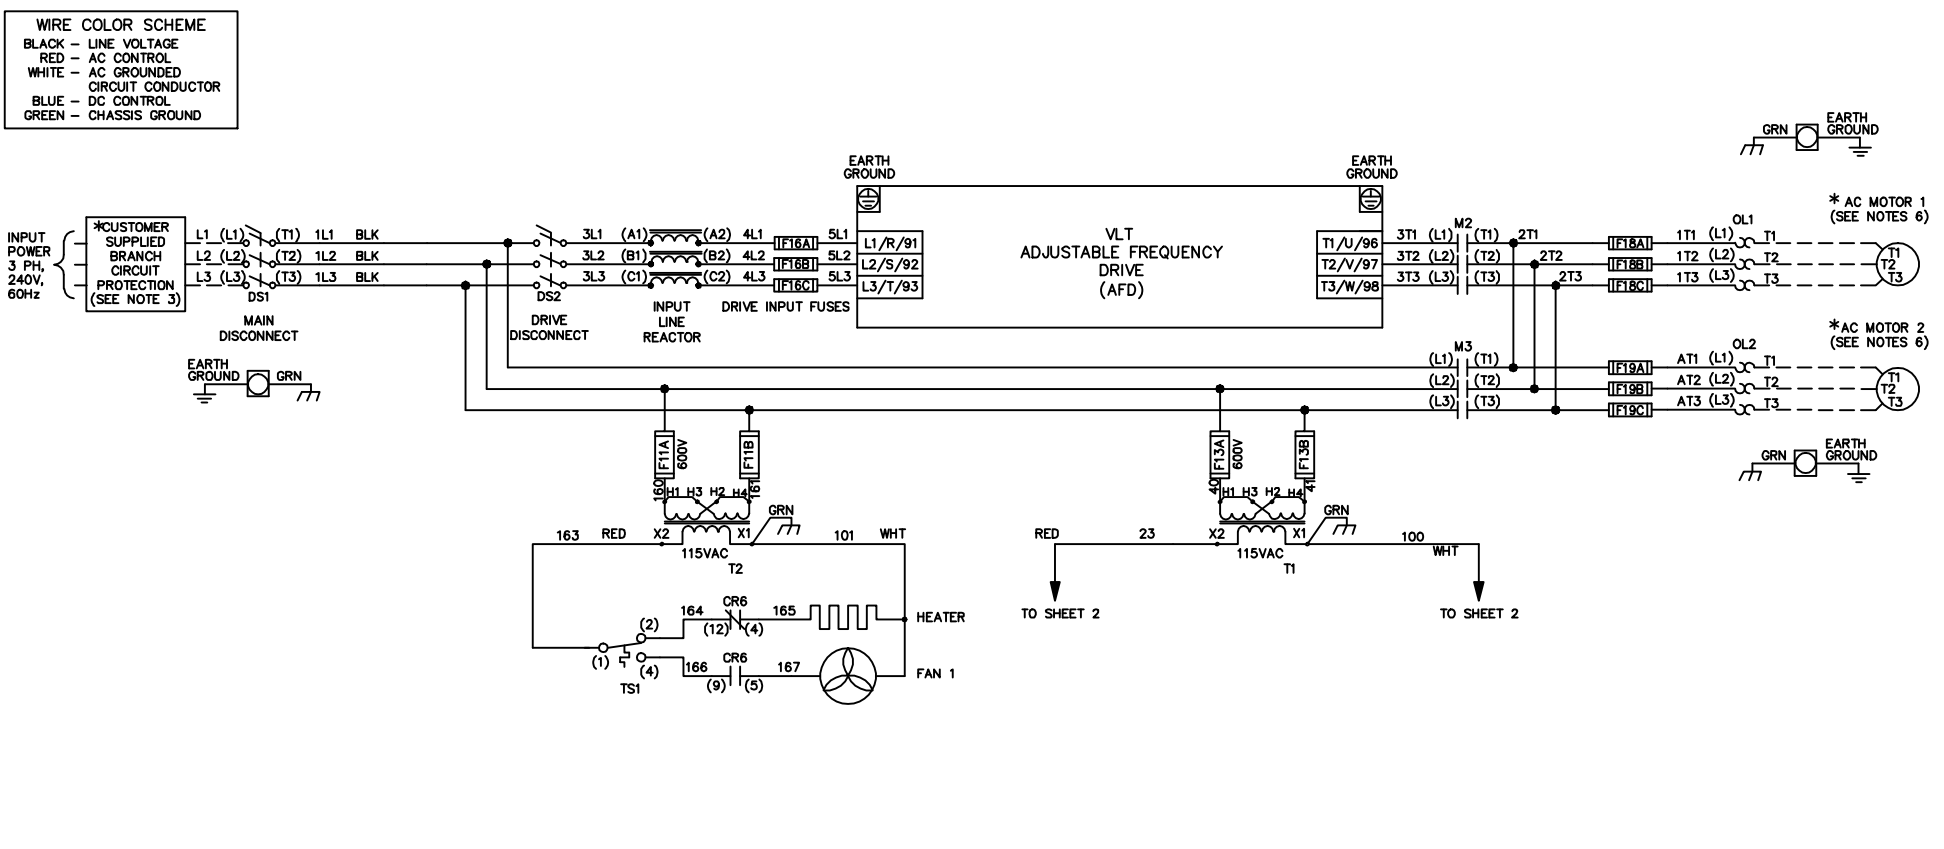 WIRE COLOR SCHEME
BLACK – LINE VOLTAGE
RED – AC CONTROL
WHITE – AC GROUNDED
CIRCUIT CONDUCTOR
BLUE – DC CONTROL
GREEN – CHASSIS GROUND
GRN
EARTH
GROUND
EARTH
GROUND
EARTH
GROUND
INPUT
POWER
3 PH,
240V,
60Hz
*CUSTOMER
SUPPLIED
BRANCH
CIRCUIT
PROTECTION
(SEE NOTE 3)
L1 (L1) (T1) 1L1 BLK
L2 (L2) (T2) 1L2 BLK
L3 (L3) (T3) 1L3 BLK
DS1
MAIN
DISCONNECT
DS2
DRIVE
DISCONNECT
3L1 (A1) (A2) 4L1 F16A 5L1 L1/R/91
3L2 (B1) (B2) 4L2 F16B 5L2 L2/S/92
3L3 (C1) (C2) 4L3 F16C 5L3 L3/T/93
INPUT
LINE
REACTOR
DRIVE INPUT FUSES
VLT
ADJUSTABLE FREQUENCY
DRIVE
(AFD)
M2
T1/U/96 3T1 (L1) (T1) 2T1 F18A 1T1 (L1) T1
T2/V/97 3T2 (L2) (T2) 2T2 F18B 1T2 (L2) T2
T3/W/98 3T3 (L3) (T3) 2T3 F18C 1T3 (L3) T3
OL1
* AC MOTOR 1
(SEE NOTES 6)
T1
T2
T3
EARTH
GROUND
GRN
M3
(L1) (T1) F19A AT1 (L1) T1
(L2) (T2) F19B AT2 (L2) T2
(L3) (T3) F19C AT3 (L3) T3
OL2
*AC MOTOR 2
(SEE NOTES 6)
T1
T2
T3
GRN
EARTH
GROUND
F11A
600V
F11B
160
161
H1 H3 H2 H4
GRN
163 RED X2 X1 101 WHT
115VAC
T2
F13A
600V
F13B
40
41
H1 H3 H2 H4
GRN
RED 23 X2 X1 100
WHT
115VAC
T1
TO SHEET 2
TO SHEET 2
CR6
164 165
(12) (4)
HEATER
(2)
(1)
(4)
TS1
CR6
166 167
(9) (5)
FAN 1